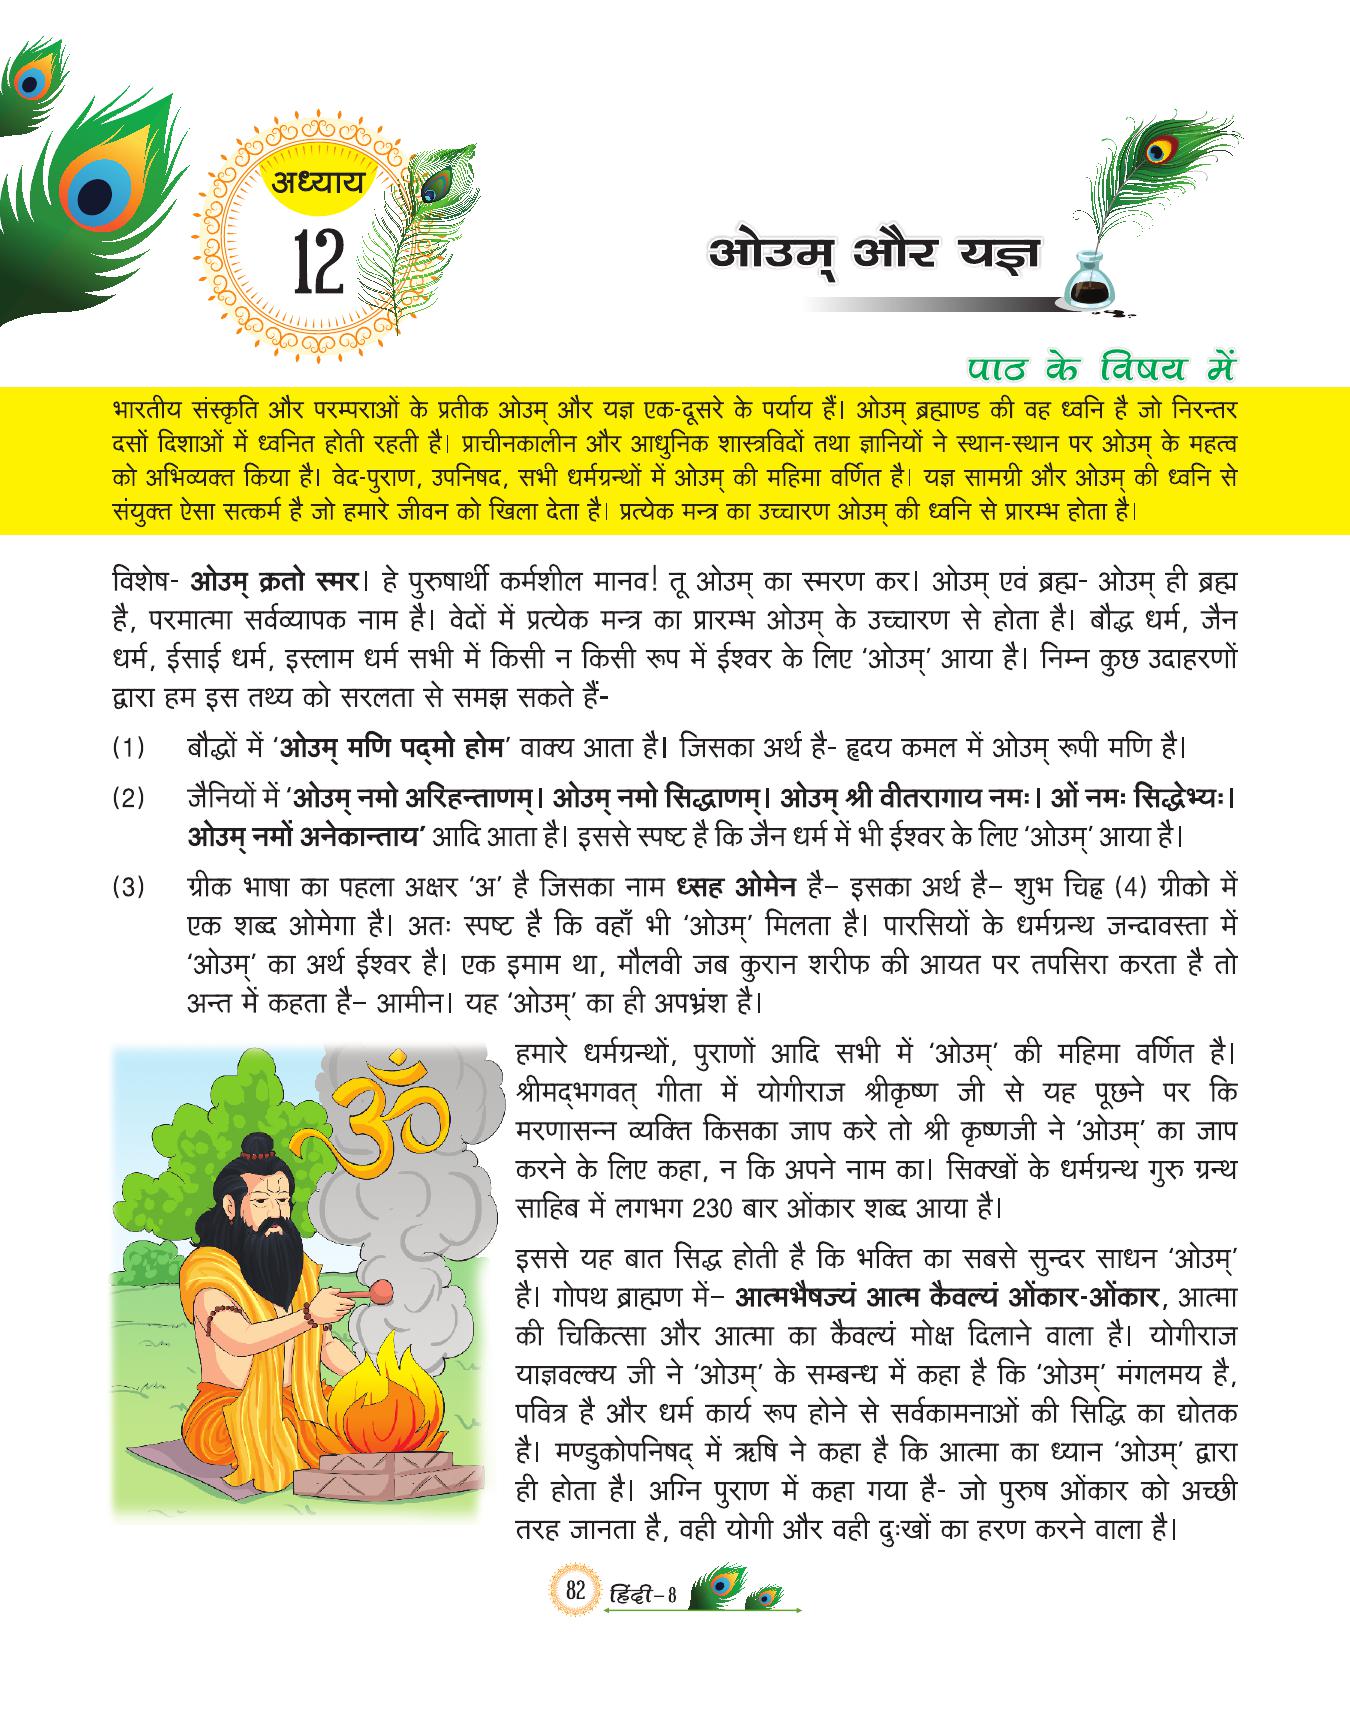 अध्याय
12
ओउम् और यज्ञ
पाठ के विषय में
भारतीय संस्कृति और परम्पराओं के प्रतीक ओउम् और यज्ञ एक-दूसरे के पर्याय हैं। ओउम् ब्रह्माण्ड की वह ध्वनि है जो निरन्तर
दसों दिशाओं में ध्वनित होती रहती है। प्राचीनकालीन और आधुनिक शास्त्रविदों तथा ज्ञानियों ने स्थान-स्थान पर ओउम् के महत्व
को अभिव्यक्त किया है। वेद-पुराण, उपनिषद, सभी धर्मग्रन्थों में ओउम् की महिमा वर्णित है। यज्ञ सामग्री और ओउम् की ध्वनि से
संयुक्त ऐसा सत्कर्म है जो हमारे जीवन को खिला देता है। प्रत्येक मन्त्र का उच्चारण ओउम् की ध्वनि से प्रारम्भ होता है।
विशेष- ओउम् क्रतो स्मर। हे पुरुषार्थी कर्मशील मानव! तू ओउम् का स्मरण कर। ओउम् एवं ब्रह्म- ओउम् ही ब्रह्म
है, परमात्मा सर्वव्यापक नाम है। वेदों में प्रत्येक मन्त्र का प्रारम्भ ओउम् के उच्चारण से होता है। बौद्ध धर्म, जैन
धर्म, ईसाई धर्म, इस्लाम धर्म सभी में किसी न किसी रूप में ईश्वर के लिए ‘ओउम्’ आया है। निम्न कुछ उदाहरणों
द्वारा हम इस तथ्य को सरलता से समझ सकते हैं-
(1) बौद्धों में ‘ओउम् मणि पद्मो होम’ वाक्य आता है। जिसका अर्थ है- हृदय कमल में ओउम् रूपी मणि है।
(2) जैनियों में ‘ओउम् नमो अरिहन्ताणम्। ओउम् नमो सिद्धाणम्। ओउम् श्री वीतरागाय नमः। ओं नमः सिद्धेभ्यः।
ओउम् नमों अनेकान्ताय’ आदि आता है। इससे स्पष्ट है कि जैन धर्म में भी ईश्वर के लिए ‘ओउम्’ आया है।
(3) ग्रीक भाषा का पहला अक्षर ‘अ’ है जिसका नाम ध्सह ओमेन है– इसका अर्थ है– शुभ चिह्न (4) ग्रीको में
एक शब्द ओमेगा है। अतः स्पष्ट है कि वहाँ भी ‘ओउम्’ मिलता है। पारसियों के धर्मग्रन्थ जन्दावस्ता में
‘ओउम्’ का अर्थ ईश्वर है। एक इमाम था, मौलवी जब कुरान शरीफ की आयत पर तपसिरा करता है तो
अन्त में कहता है– आमीन। यह ‘ओउम्’ का ही अपभ्रंश है।
ॐ
हमारे धर्मग्रन्थों, पुराणों आदि सभी में ‘ओउम्’ की महिमा वर्णित है।
श्रीमद्भगवत् गीता में योगीराज श्रीकृष्ण जी से यह पूछने पर कि
मरणासन्न व्यक्ति किसका जाप करे तो श्री कृष्णजी ने ‘ओउम्’ का जाप
करने के लिए कहा, न कि अपने नाम का। सिक्खों के धर्मग्रन्थ गुरु ग्रन्थ
साहिब में लगभग 230 बार ओंकार शब्द आया है।
इससे यह बात सिद्ध होती है कि भक्ति का सबसे सुन्दर साधन ‘ओउम्’
है। गोपथ ब्राह्मण में– आत्मभैषज्यं आत्म कैवल्यं ओंकार-ओंकार, आत्मा
की चिकित्सा और आत्मा का कैवल्यं मोक्ष दिलाने वाला है। योगीराज
याज्ञवल्क्य जी ने ‘ओउम्’ के सम्बन्ध में कहा है कि ‘ओउम्’ मंगलमय है,
पवित्र है और धर्म कार्य रूप होने से सर्वकामनाओं की सिद्धि का द्योतक
है। मण्डुकोपनिषद् में ऋषि ने कहा है कि आत्मा का ध्यान ‘ओउम्’ द्वारा
ही होता है। अग्नि पुराण में कहा गया है- जो पुरुष ओंकार को अच्छी
तरह जानता है, वही योगी और वही दुःखों का हरण करने वाला है।
82 हिंदी–8